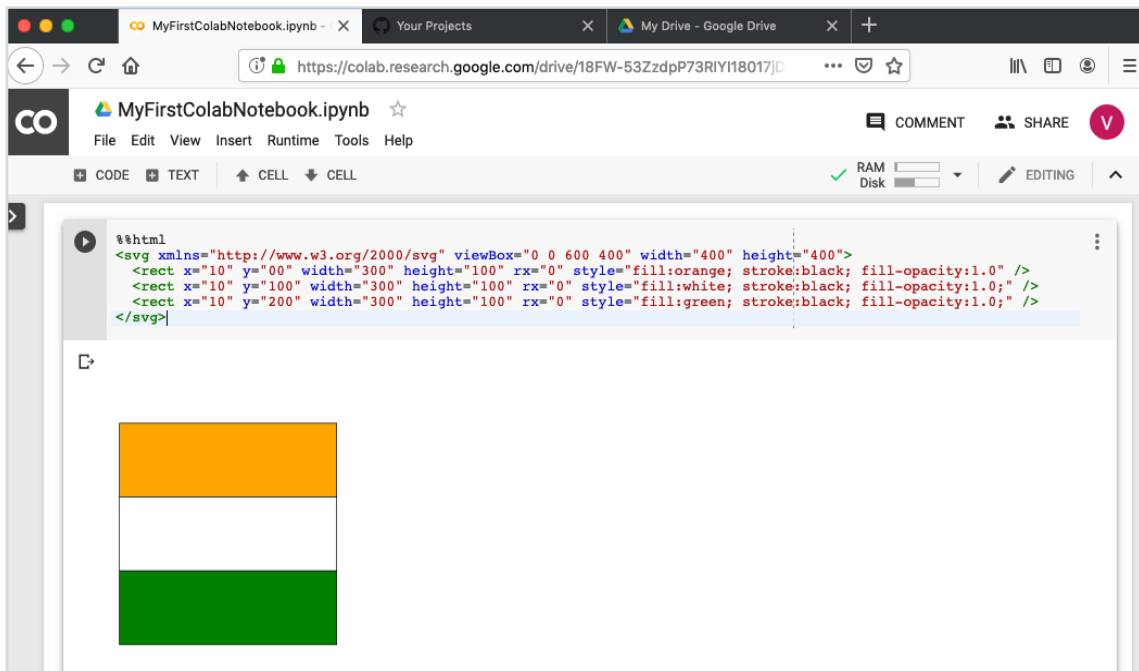 MyFirstColabNotebook.ipynb -
Your Projects
My Drive - Google Drive
https://colab.research.google.com/drive/18FW-53ZzdpP73RIYI18017j
CO MyFirstColabNotebook.ipynb
COMMENT SHARE V
File Edit View Insert Runtime Tools Help
CODE TEXT CELL CELL
RAM
Disk
EDITING
%%html
<svg xmlns="http://www.w3.org/2000/svg" viewBox="0 0 600 400" width="400" height="400">
<rect x="10" y="00" width="300" height="100" rx="0" style="fill:orange; stroke:black; fill-opacity:1.0" />
<rect x="10" y="100" width="300" height="100" rx="0" style="fill:white; stroke:black; fill-opacity:1.0;" />
<rect x="10" y="200" width="300" height="100" rx="0" style="fill:green; stroke:black; fill-opacity:1.0;" />
</svg>